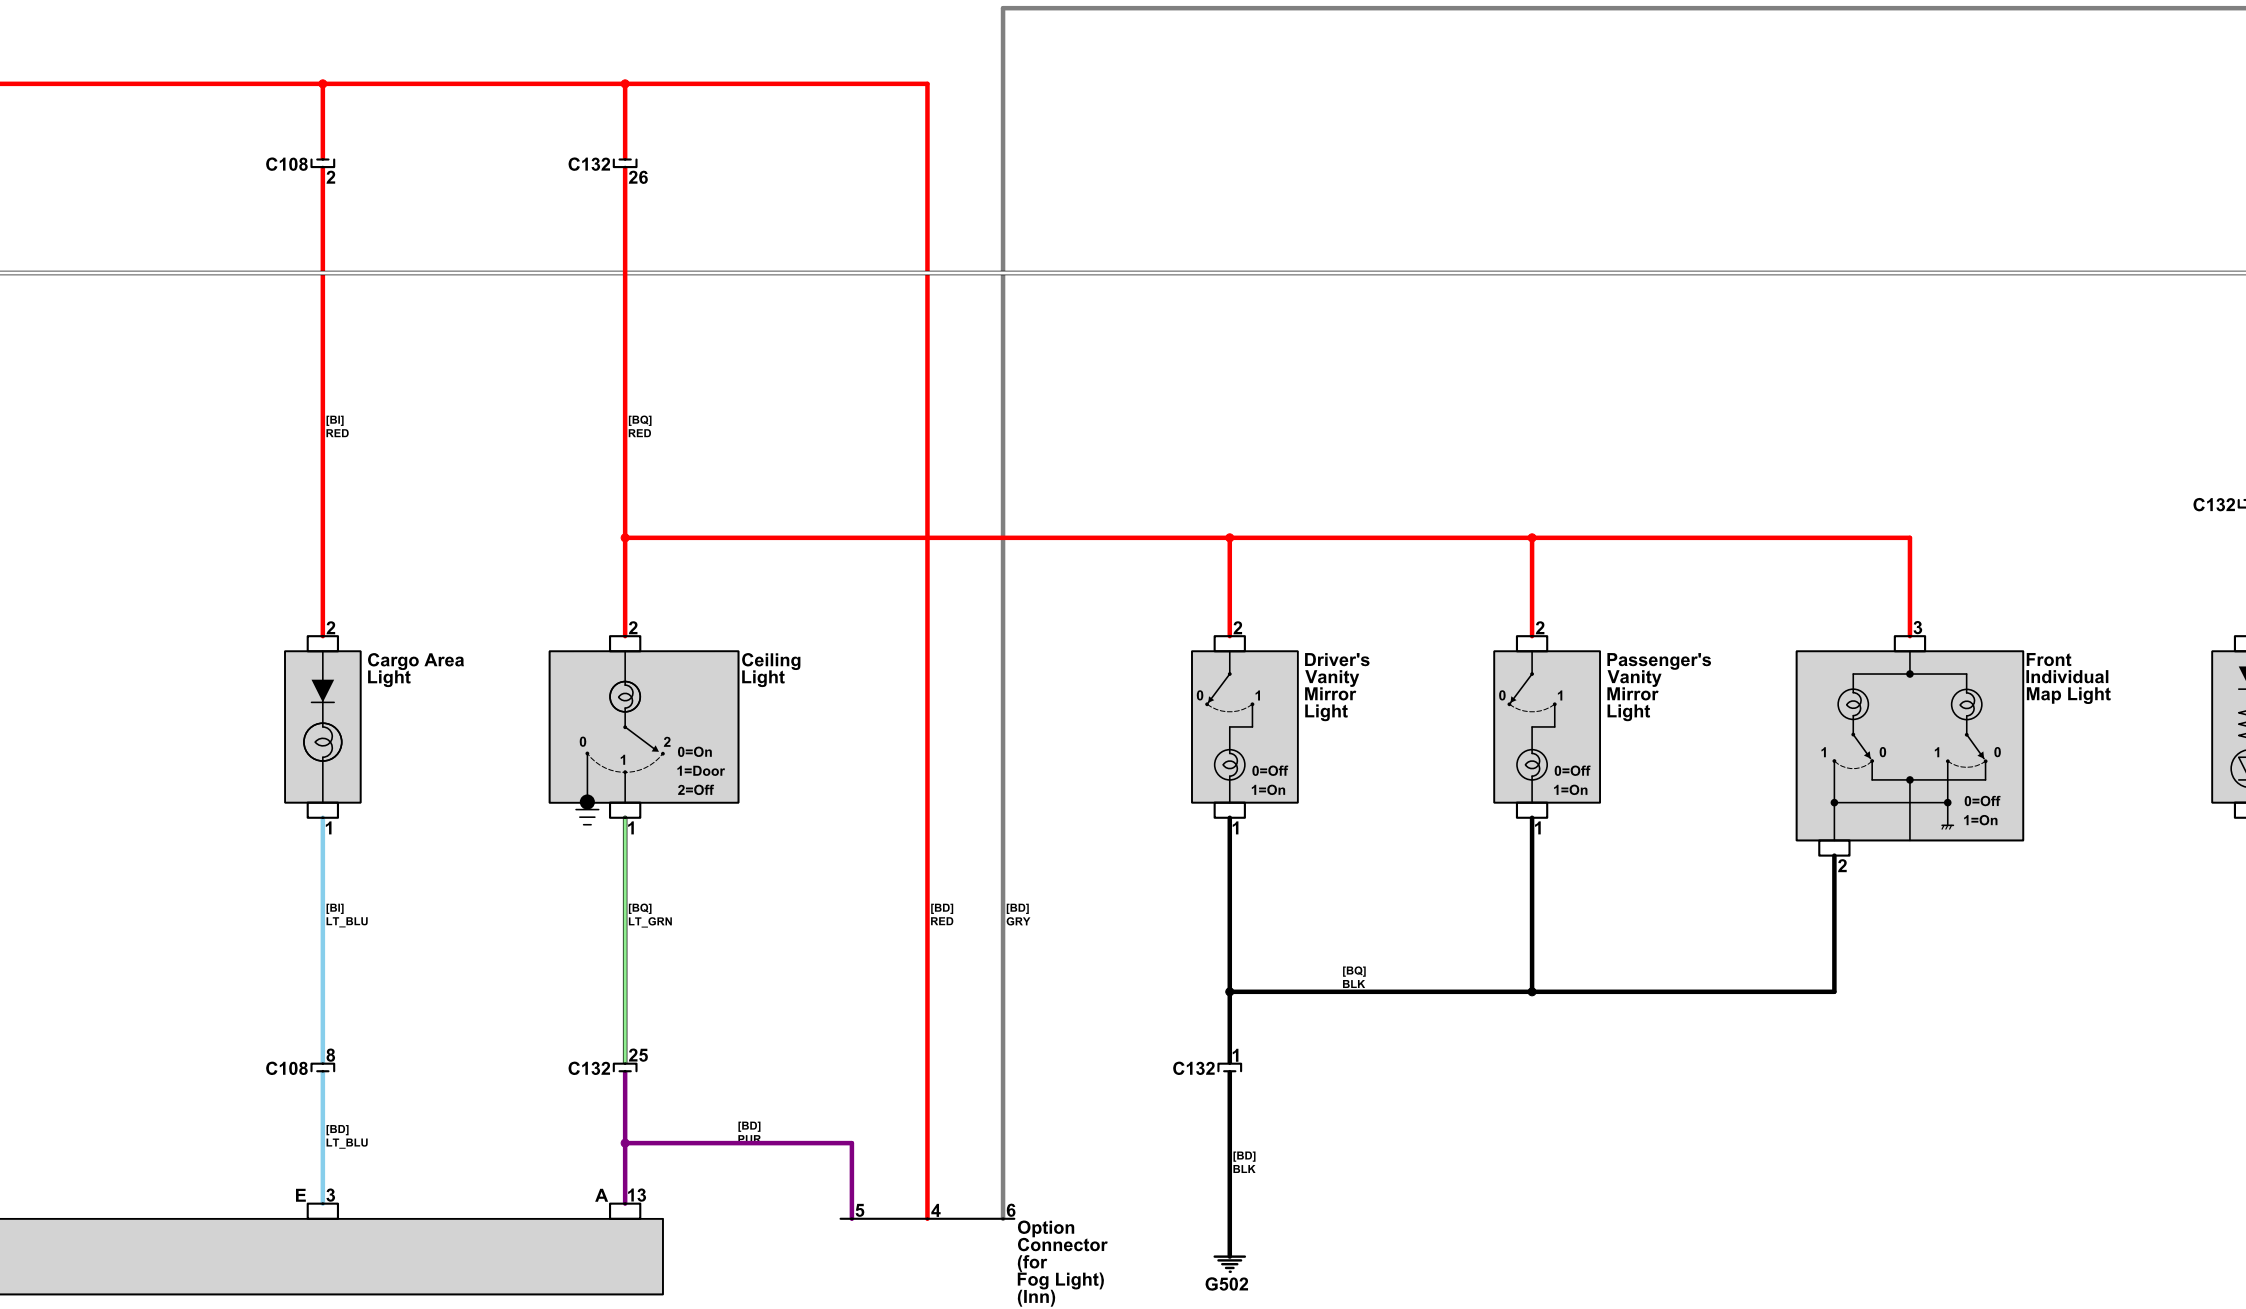 C108
2
C132
26
[BI]
RED
[BQ]
RED
C132
2
Cargo Area
Light
1
2
Ceiling
Light
0
1
2
0=On
1=Door
2=Off
1
2
Driver's
Vanity
Mirror
Light
0
1
0=Off
1=On
1
2
Passenger's
Vanity
Mirror
Light
0
1
0=Off
1=On
1
3
Front
Individual
Map Light
1
0
1
0
0=Off
1=On
2
[BI]
LT_BLU
[BQ]
LT_GRN
[BD]
RED
[BD]
GRY
[BQ]
BLK
8
C108
25
C132
1
C132
[BD]
LT_BLU
[BD]
PUR
[BD]
BLK
E
3
A
13
5
4
6
Option
Connector
(for
Fog Light)
(Inn)
G502